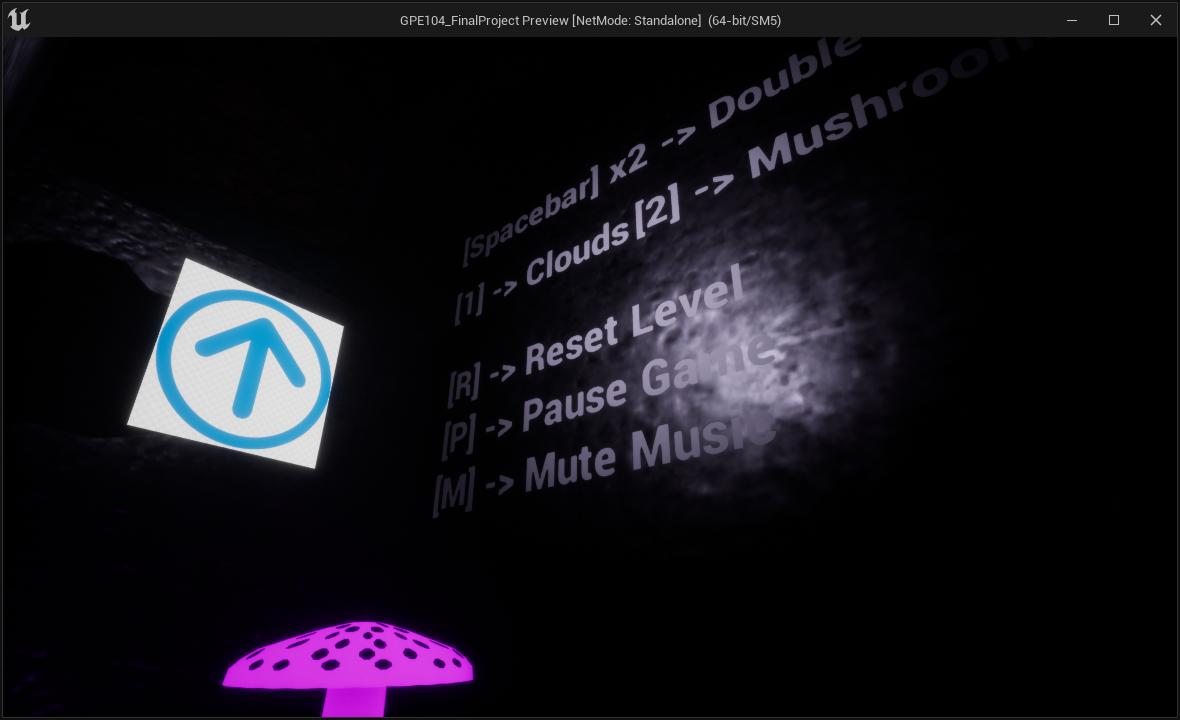 GPE104_FinalProject Preview [NetMode: Standalone] (64-bit/SM5)
[Spacebar] x2 -> Double
[1] -> Clouds [2] -> Mushroom
[R] -> Reset Level
[P] -> Pause Game
[M] -> Mute Music